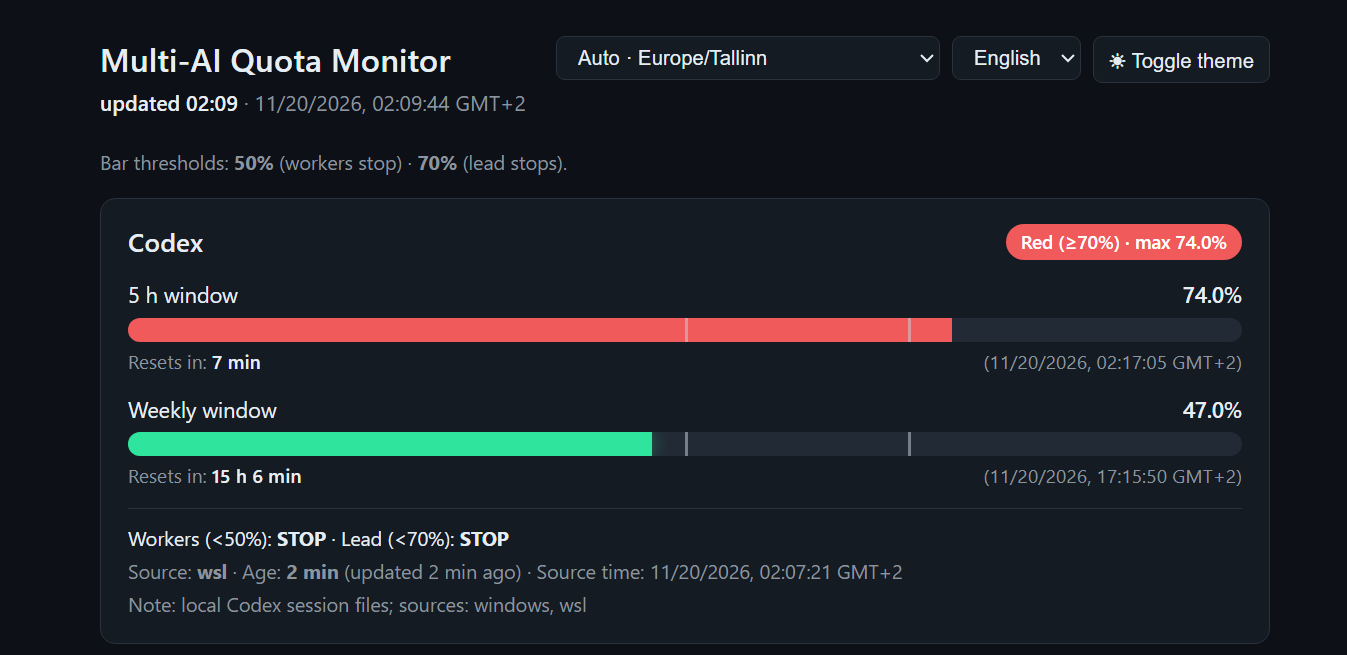 Multi-AI Quota Monitor
Auto · Europe/Tallinn
English
☀ Toggle theme
updated 02:09 · 11/20/2026, 02:09:44 GMT+2
Bar thresholds: 50% (workers stop) · 70% (lead stops).
Codex
Red (≥70%) · max 74.0%
5 h window
74.0%
Resets in: 7 min
(11/20/2026, 02:17:05 GMT+2)
Weekly window
47.0%
Resets in: 15 h 6 min
(11/20/2026, 17:15:50 GMT+2)
Workers (<50%): STOP · Lead (<70%): STOP
Source: wsl · Age: 2 min (updated 2 min ago) · Source time: 11/20/2026, 02:07:21 GMT+2
Note: local Codex session files; sources: windows, wsl